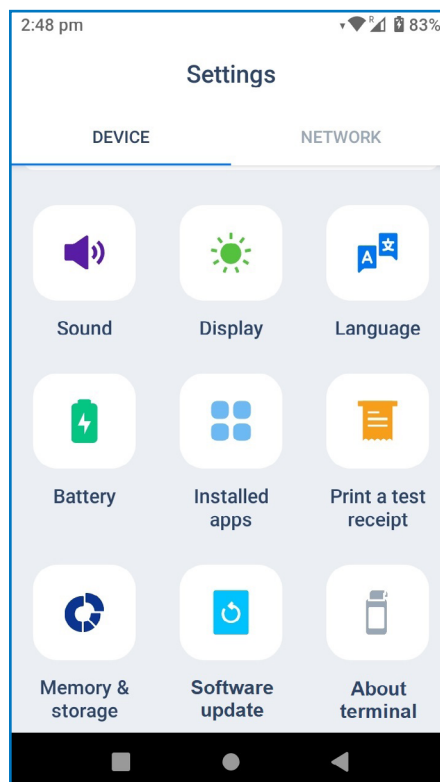 2:48 pm
R
83%
Settings
DEVICE
NETWORK
A 文
Sound
Display
Language
Battery
Installed
apps
Print a test
receipt
Memory &
storage
Software
update
About
terminal